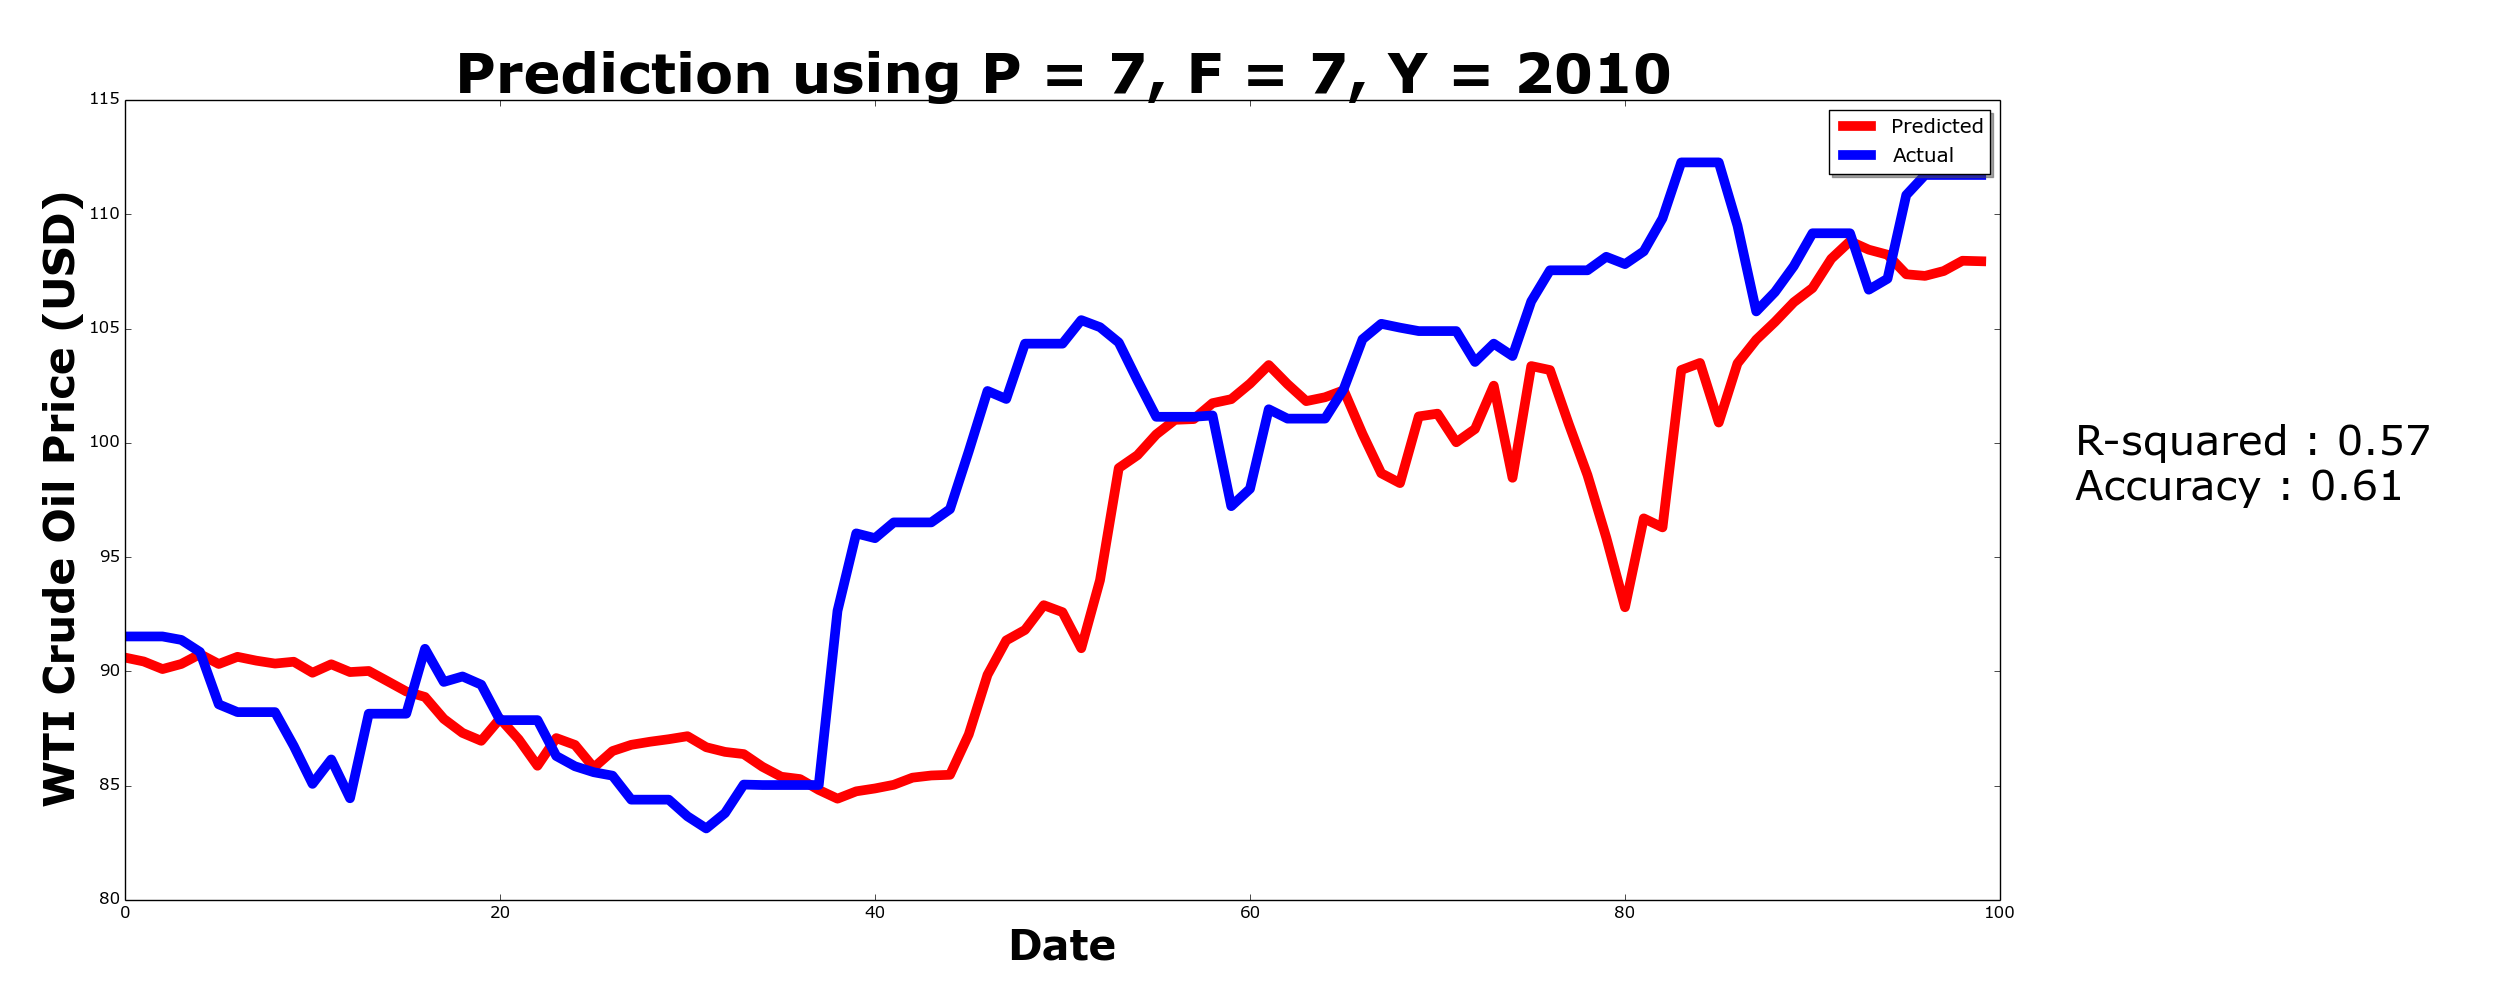 Prediction using P = 7, F = 7, Y = 2010
WTI Crude Oil Price (USD)
115
110
105
100
95
90
85
80
0 20 40 60 80 100
Date
Predicted
Actual
R-squared : 0.57
Accuracy : 0.61